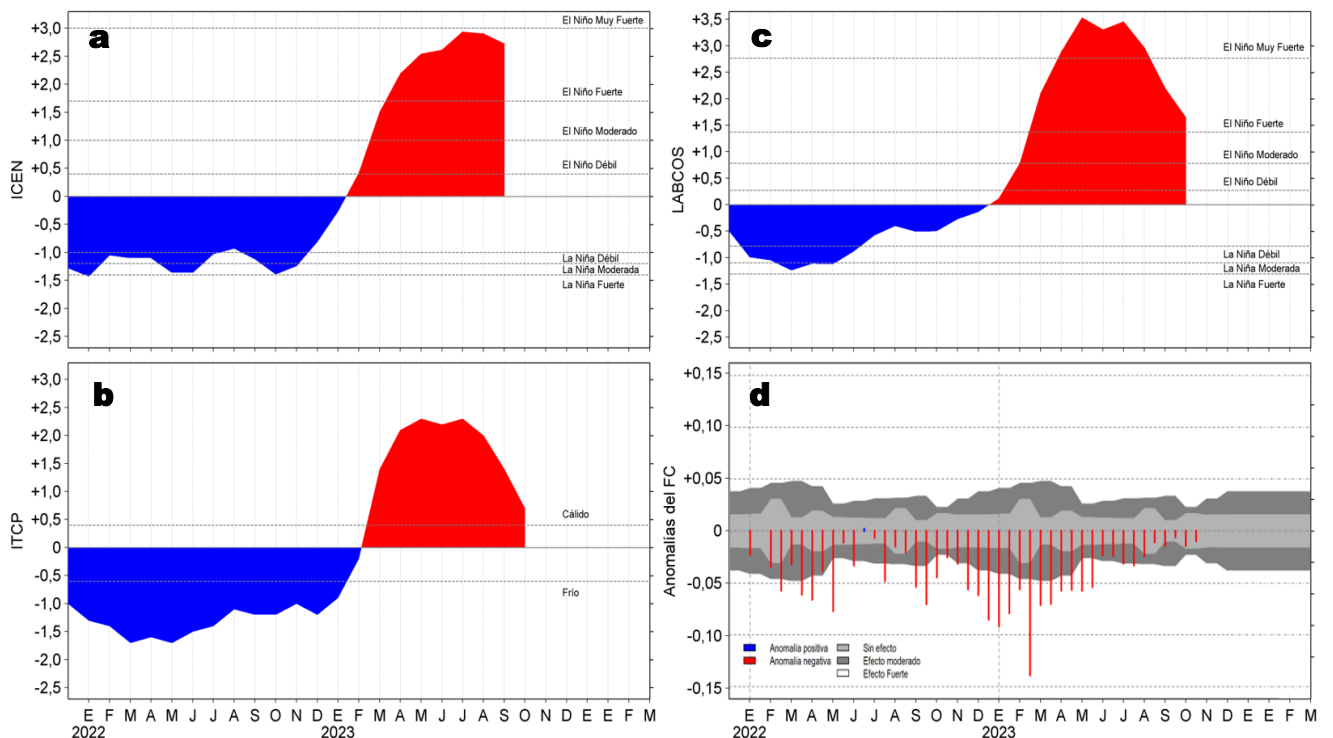 a
ICEN
+3,0
+2,5
+2,0
+1,5
+1,0
+0,5
0
-0,5
-1,0
-1,5
-2,0
-2,5
El Niño Muy Fuerte
El Niño Fuerte
El Niño Moderado
El Niño Débil
La Niña Débil
La Niña Moderada
La Niña Fuerte
c
LABCOS
+3,5
+3,0
+2,5
+2,0
+1,5
+1,0
+0,5
0
-0,5
-1,0
-1,5
-2,0
-2,5
El Niño Muy Fuerte
El Niño Fuerte
El Niño Moderado
El Niño Débil
La Niña Débil
La Niña Moderada
La Niña Fuerte
b
ITCP
+3,0
+2,5
+2,0
+1,5
+1,0
+0,5
0
-0,5
-1,0
-1,5
-2,0
-2,5
Cálido
Frío
E F M A M J J A S O N D E F M A M J J A S O N D E F M
2022 2023
d
Anomalías del FC
+0,15
+0,10
+0,05
0
-0,05
-0,10
-0,15
Anomalía positiva
Anomalía negativa
Sin efecto
Efecto moderado
Efecto Fuerte
E F M A M J J A S O N D E F M A M J J A S O N D E F M
2022 2023